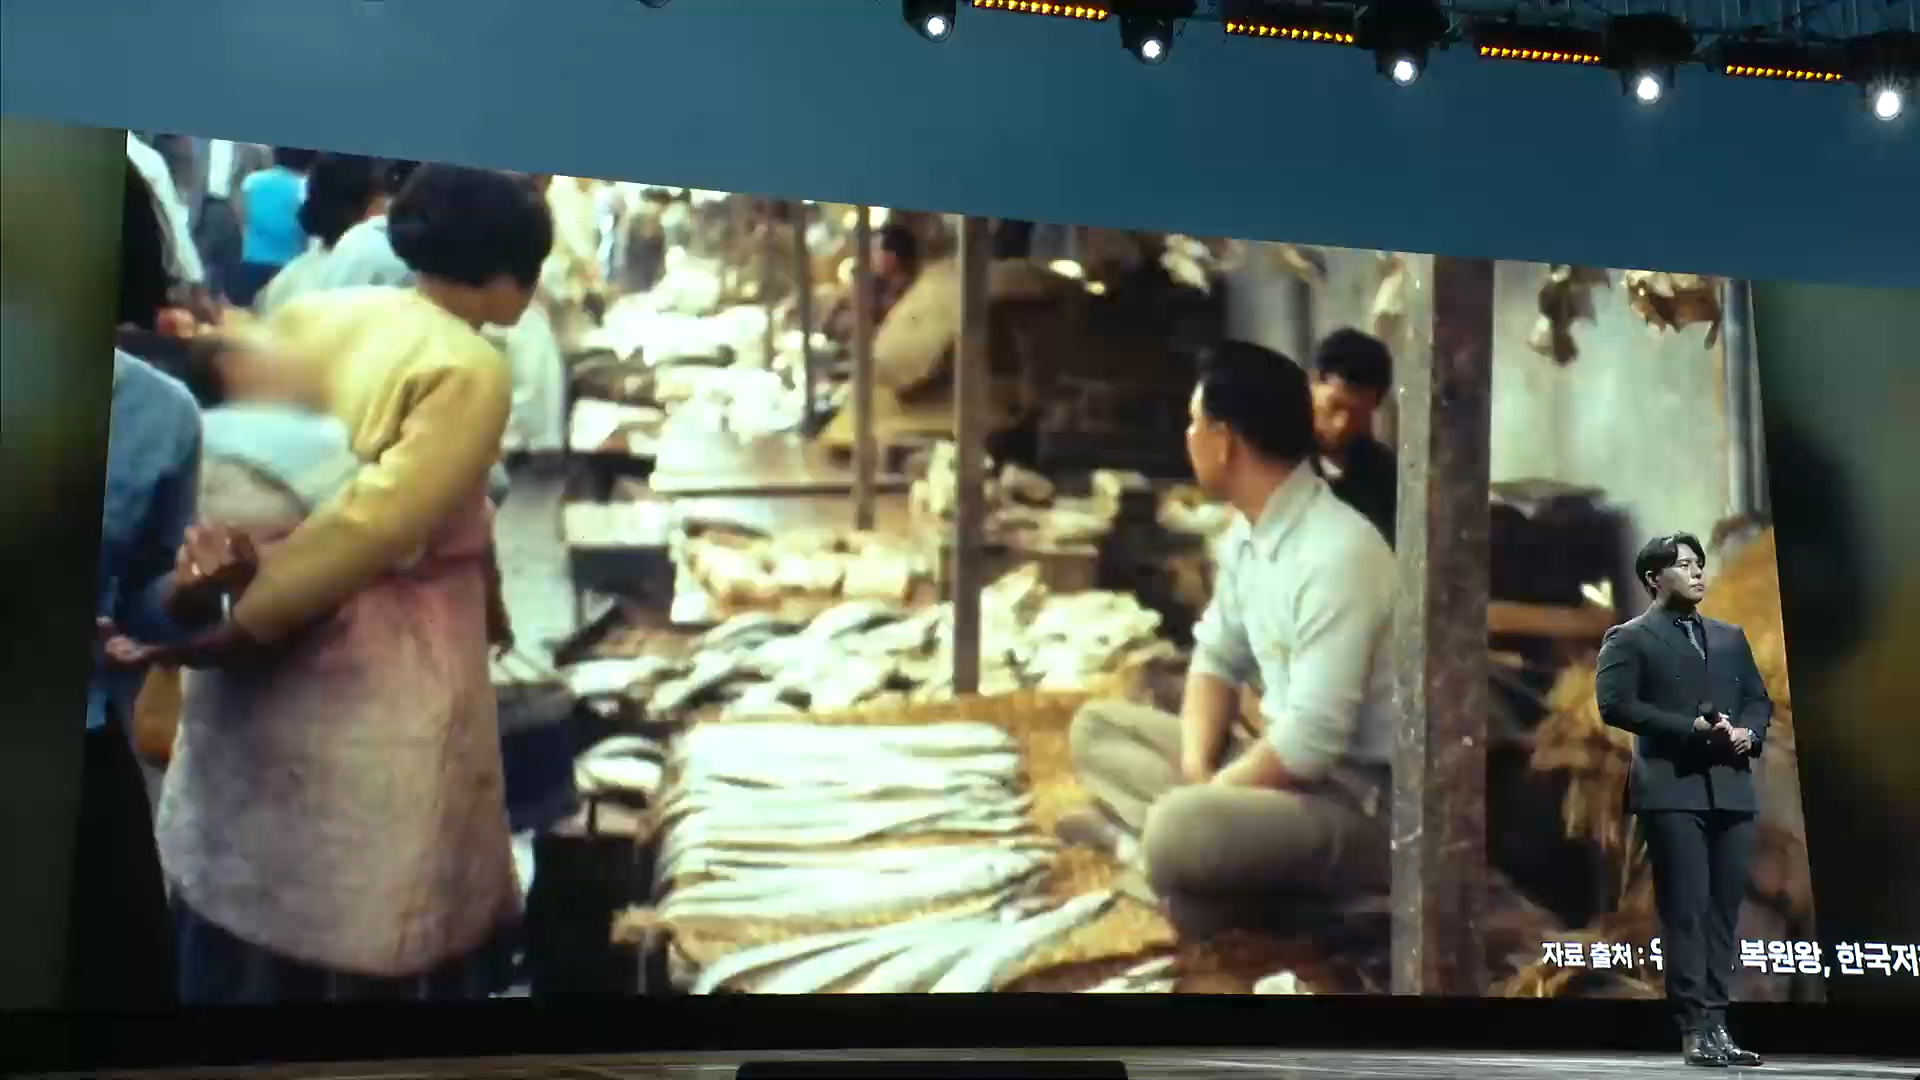 자료 출처 : 복원왕, 한국저